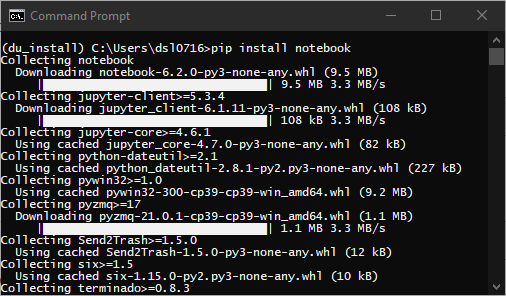 Command Prompt
(du_install) C:\Users\dsl0716>pip install notebook
Collecting notebook
  Downloading notebook-6.2.0-py3-none-any.whl (9.5 MB)
     |████████████████████████████████| 9.5 MB 3.3 MB/s
Collecting jupyter-client>=5.3.4
  Downloading jupyter_client-6.1.11-py3-none-any.whl (108 kB)
     |████████████████████████████████| 108 kB 3.3 MB/s
Collecting jupyter-core>=4.6.1
  Using cached jupyter_core-4.7.0-py3-none-any.whl (82 kB)
Collecting python-dateutil>=2.1
  Using cached python_dateutil-2.8.1-py2.py3-none-any.whl (227 kB)
Collecting pywin32>=1.0
  Using cached pywin32-300-cp39-cp39-win_amd64.whl (9.2 MB)
Collecting pyzmq>=17
  Downloading pyzmq-21.0.1-cp39-cp39-win_amd64.whl (1.1 MB)
     |████████████████████████████████| 1.1 MB 3.3 MB/s
Collecting Send2Trash>=1.5.0
  Using cached Send2Trash-1.5.0-py3-none-any.whl (12 kB)
Collecting six>=1.5
  Using cached six-1.15.0-py2.py3-none-any.whl (10 kB)
Collecting terminado>=0.8.3